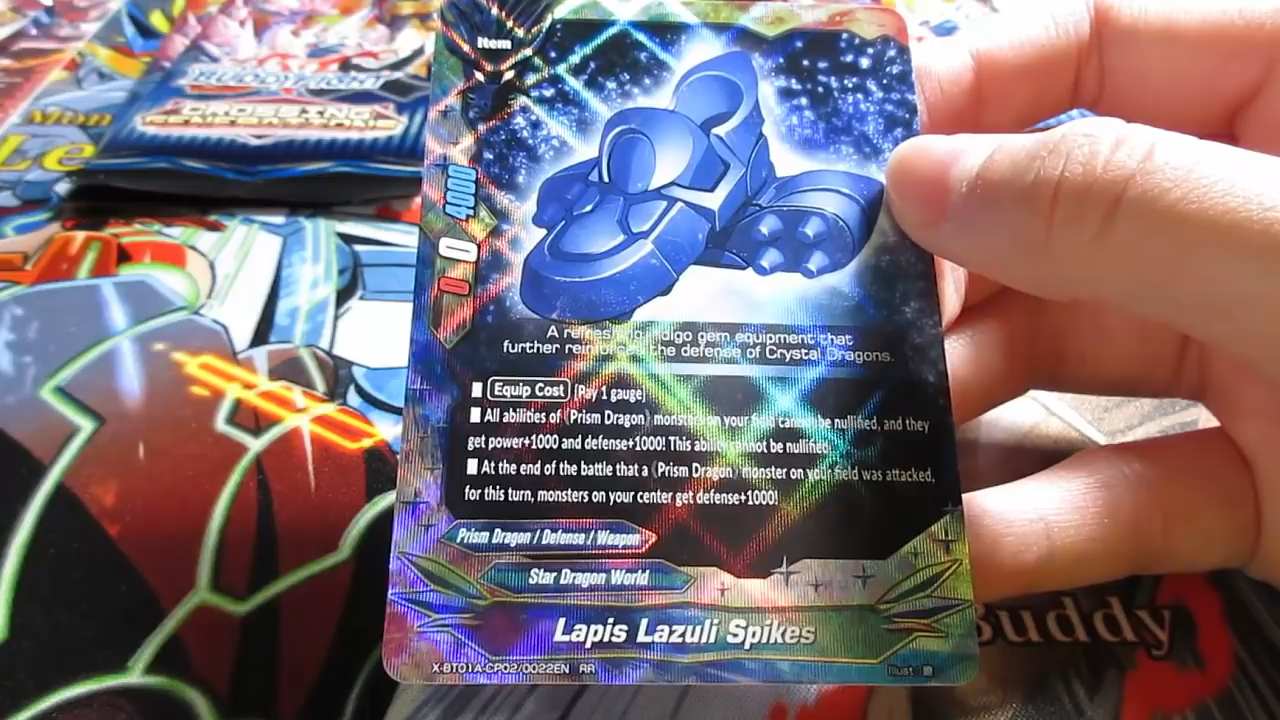 Mon
Le
BUDDYFIGHT
CROSSING
GENERATIONS
Item
4000
0
0
A refreshing indigo gem equipment that
further reinforces the defense of Crystal Dragons.
■ Equip Cost [Pay 1 gauge]
■ All abilities of 《Prism Dragon》 monsters on your field cannot be nullified, and they
get power+1000 and defense+1000! This ability cannot be nullified.
■ At the end of the battle that a 《Prism Dragon》 monster on your field was attacked,
for this turn, monsters on your center get defense+1000!
Prism Dragon / Defense / Weapon
Star Dragon World
Lapis Lazuli Spikes
X-BT01A-CP02/0022EN RR
Illust
Buddy